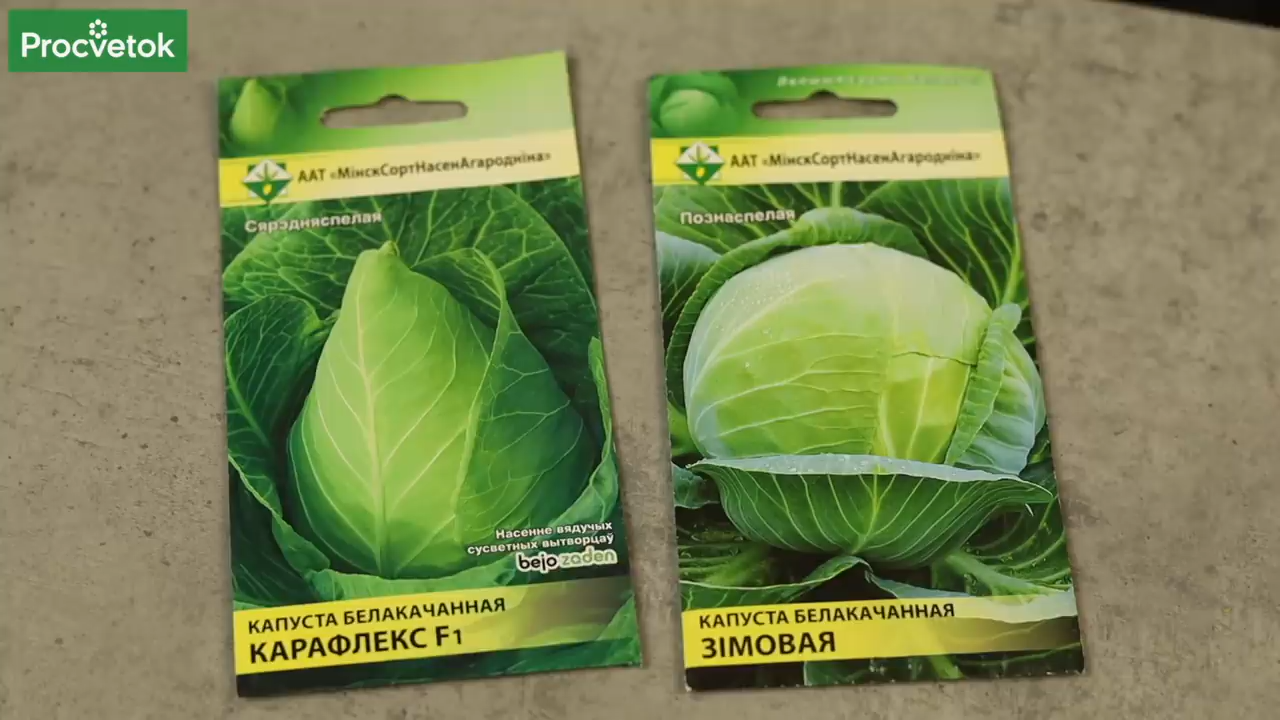 Procvetok
ААТ «МінскСортНасенАгародніна»
Сярэдняспелая
Насенне вядучых
сусветных вытворцаў
bejo zaden
КАПУСТА БЕЛАКАЧАННАЯ
КАРАФЛЕКС F1
ААТ «МінскСортНасенАгародніна»
Познаспелая
КАПУСТА БЕЛАКАЧАННАЯ
ЗІМОВАЯ